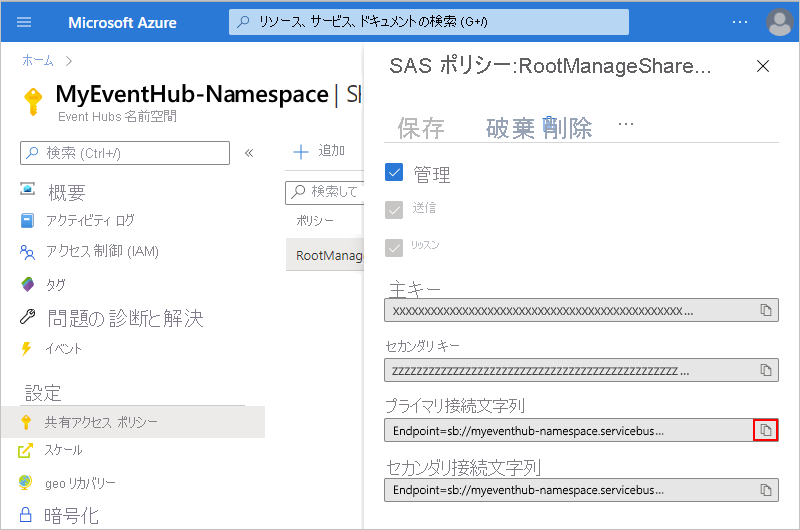 Microsoft Azure
リソース、サービス、ドキュメントの検索 (G+/)
ホーム
MyEventHub-Namespace | Sh
Event Hubs 名前空間
検索 (Ctrl+/)
概要
アクティビティ ログ
アクセス制御 (IAM)
タグ
問題の診断と解決
イベント
設定
共有アクセス ポリシー
スケール
geo リカバリー
暗号化
追加
検索して
ポリシー
RootManag
SAS ポリシー:RootManageShare...
保存 破棄 削除 ...
管理
送信
リッスン
主キー
xxxxxxxxxxxxxxxxxxxxxxxxxxxxxxxxxxxxxxxxxxxxxx...
セカンダリ キー
zzzzzzzzzzzzzzzzzzzzzzzzzzzzzzzzzzzzzzzzzzzzzzzz ...
プライマリ接続文字列
Endpoint=sb://myeventhub-namespace.servicebus...
セカンダリ接続文字列
Endpoint=sb://myeventhub-namespace.servicebus...